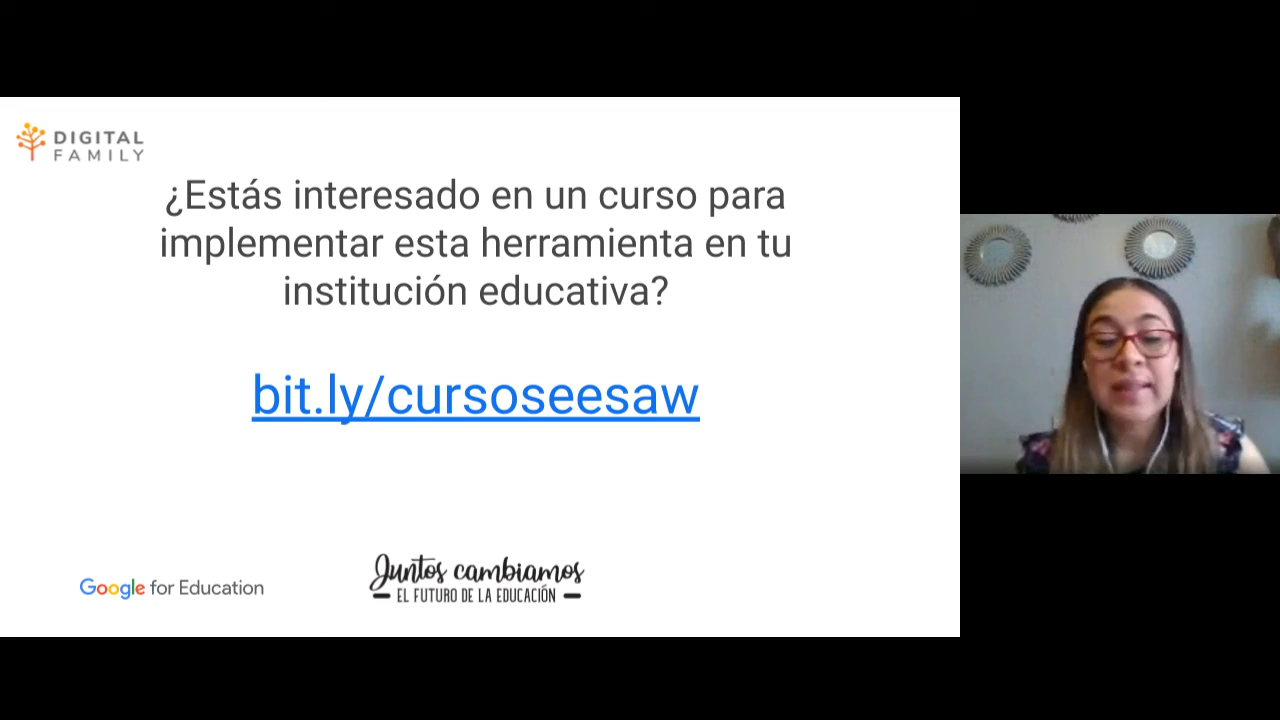 DIGITAL
FAMILY
¿Estás interesado en un curso para
implementar esta herramienta en tu
institución educativa?
bit.ly/cursoseesaw
Google for Education
Juntos cambiamos
EL FUTURO DE LA EDUCACIÓN